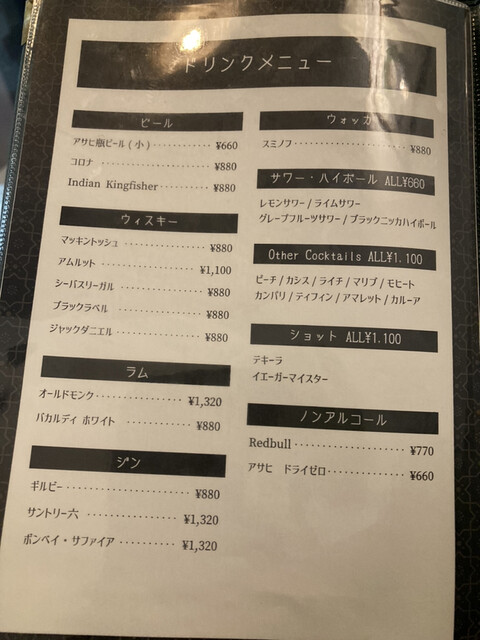 ドリンクメニュー
ビール
アサヒ瓶ビール(小)············¥660
コロナ ····················¥880
Indian Kingfisher···········¥880
ウィスキー
マッキントッシュ ················¥880
アムルット ··················¥1,100
シーバスリーガル ················¥880
ブラックラベル ················¥880
ジャックダニエル ················¥880
ラム
オールドモンク··············¥1,320
バカルディ ホワイト ············¥880
ジン
ギルビー··················¥880
サントリー六 ··············¥1,320
ボンベイ・サファイア ··········¥1,320
ウォッカ
スミノフ····················¥880
サワー・ハイボール ALL¥660
レモンサワー / ライムサワー
グレープフルーツサワー / ブラックニッカハイボール
Other Cocktails ALL¥1.100
ピーチ / カシス / ライチ / マリブ / モヒート
カンパリ / ティフィン / アマレット / カルーア
ショット ALL¥1.100
テキーラ
イエーガーマイスター
ノンアルコール
Redbull ··················¥770
アサヒ ドライゼロ·············¥660